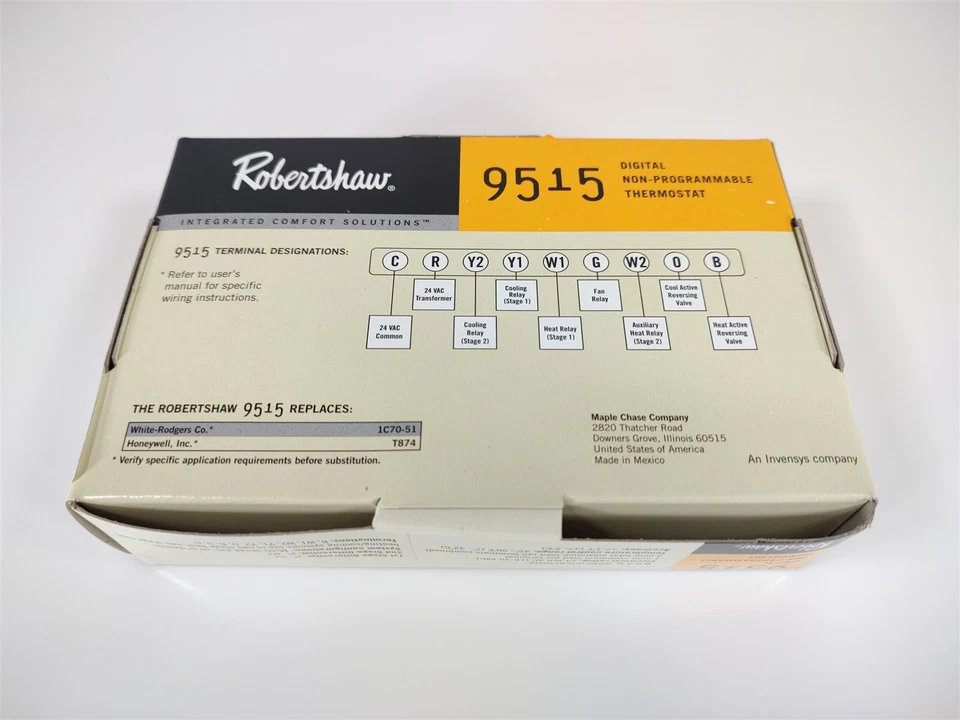 Robertshaw®
INTEGRATED COMFORT SOLUTIONS™
9515
DIGITAL
NON-PROGRAMMABLE
THERMOSTAT
9515 TERMINAL DESIGNATIONS:
* Refer to user's
manual for specific
wiring instructions.
C R Y2 Y1 W1 G W2 O B
24 VAC
Common
24 VAC
Transformer
Cooling
Relay
(Stage 2)
Cooling
Relay
(Stage 1)
Heat Relay
(Stage 1)
Fan
Relay
Auxiliary
Heat Relay
(Stage 2)
Cool Active
Reversing
Valve
Heat Active
Reversing
Valve
THE ROBERTSHAW 9515 REPLACES:
White-Rodgers Co.* 1C70-51
Honeywell, Inc.* T874
* Verify specific application requirements before substitution.
Maple Chase Company
2820 Thatcher Road
Downers Grove, Illinois 60515
United States of America
Made in Mexico
An Invensys company
Robertshaw
9515